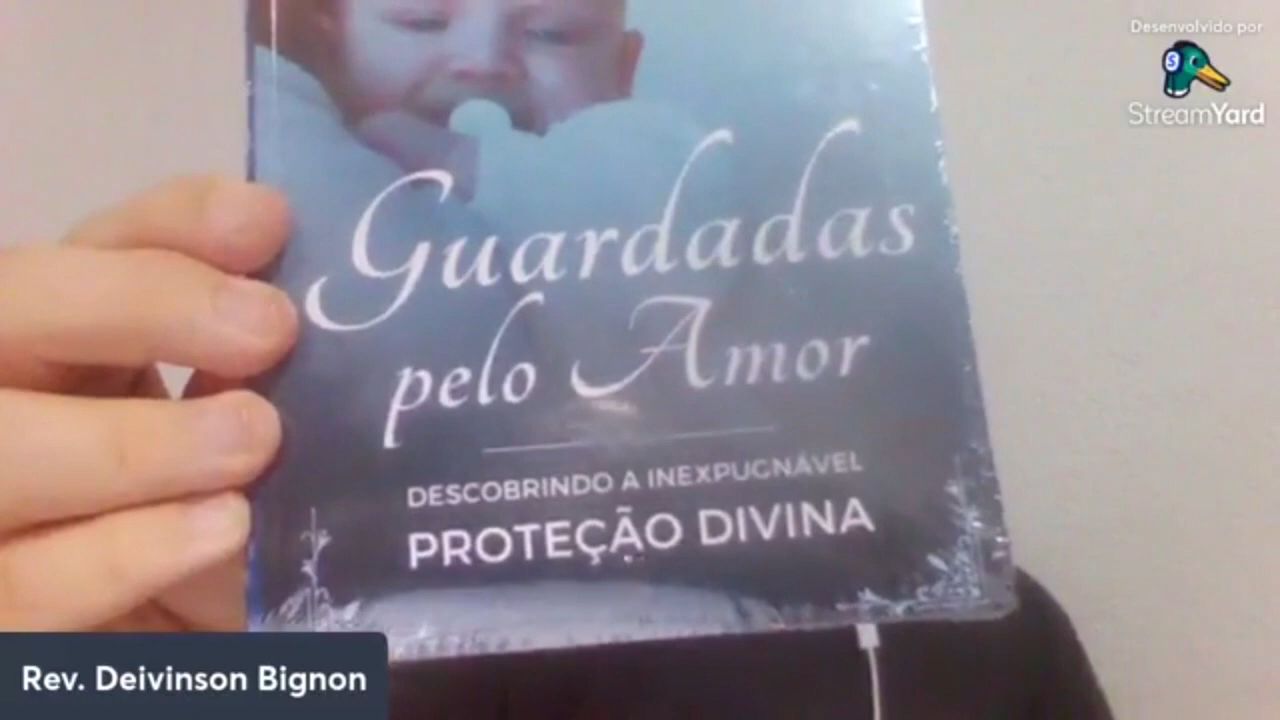 Desenvolvido por
StreamYard
Guardadas
pelo Amor
DESCOBRINDO A INEXPUGNÁVEL
PROTEÇÃO DIVINA
Rev. Deivinson Bignon